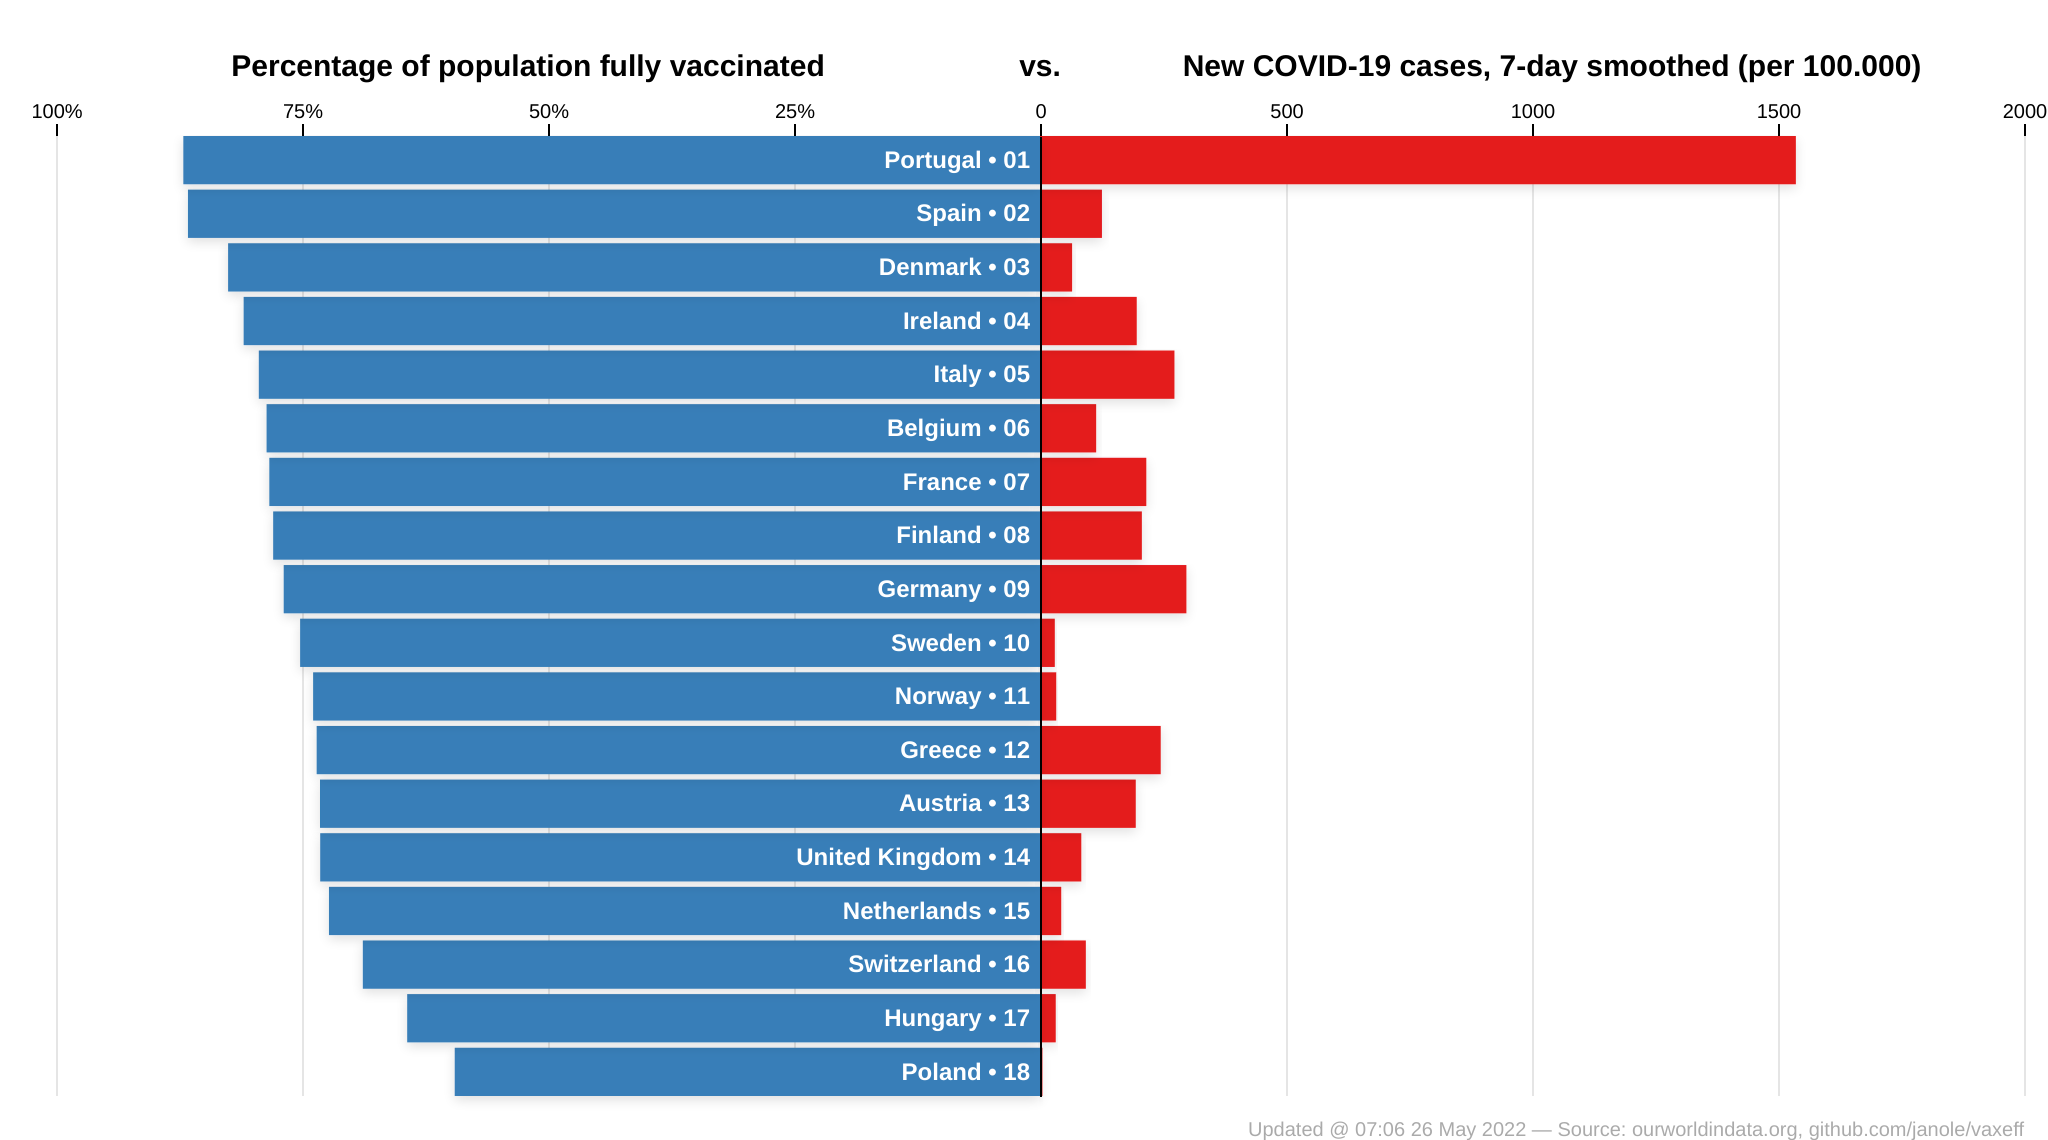 Percentage of population fully vaccinated vs. New COVID-19 cases, 7-day smoothed (per 100.000)
100% 75% 50% 25% 0 500 1000 1500 2000
Portugal • 01
Spain • 02
Denmark • 03
Ireland • 04
Italy • 05
Belgium • 06
France • 07
Finland • 08
Germany • 09
Sweden • 10
Norway • 11
Greece • 12
Austria • 13
United Kingdom • 14
Netherlands • 15
Switzerland • 16
Hungary • 17
Poland • 18
Updated @ 07:06 26 May 2022 — Source: ourworldindata.org, github.com/janole/vaxeff